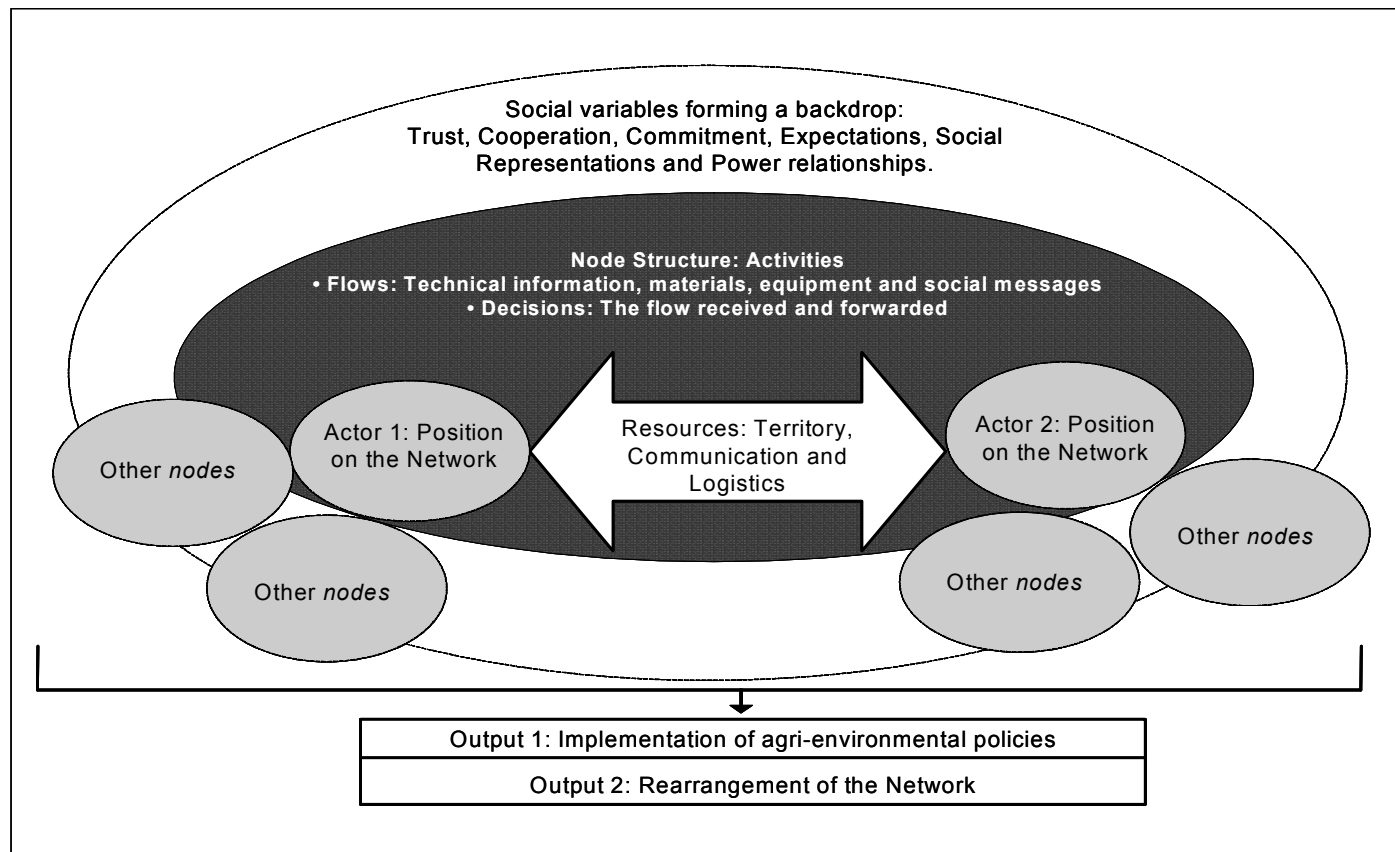 Social variables forming a backdrop:
Trust, Cooperation, Commitment, Expectations, Social
Representations and Power relationships.
Node Structure: Activities
• Flows: Technical information, materials, equipment and social messages
• Decisions: The flow received and forwarded
Actor 1: Position
on the Network
Resources: Territory,
Communication and
Logistics
Actor 2: Position
on the Network
Other nodes
Other nodes
Other nodes
Other nodes
Output 1: Implementation of agri-environmental policies
Output 2: Rearrangement of the Network